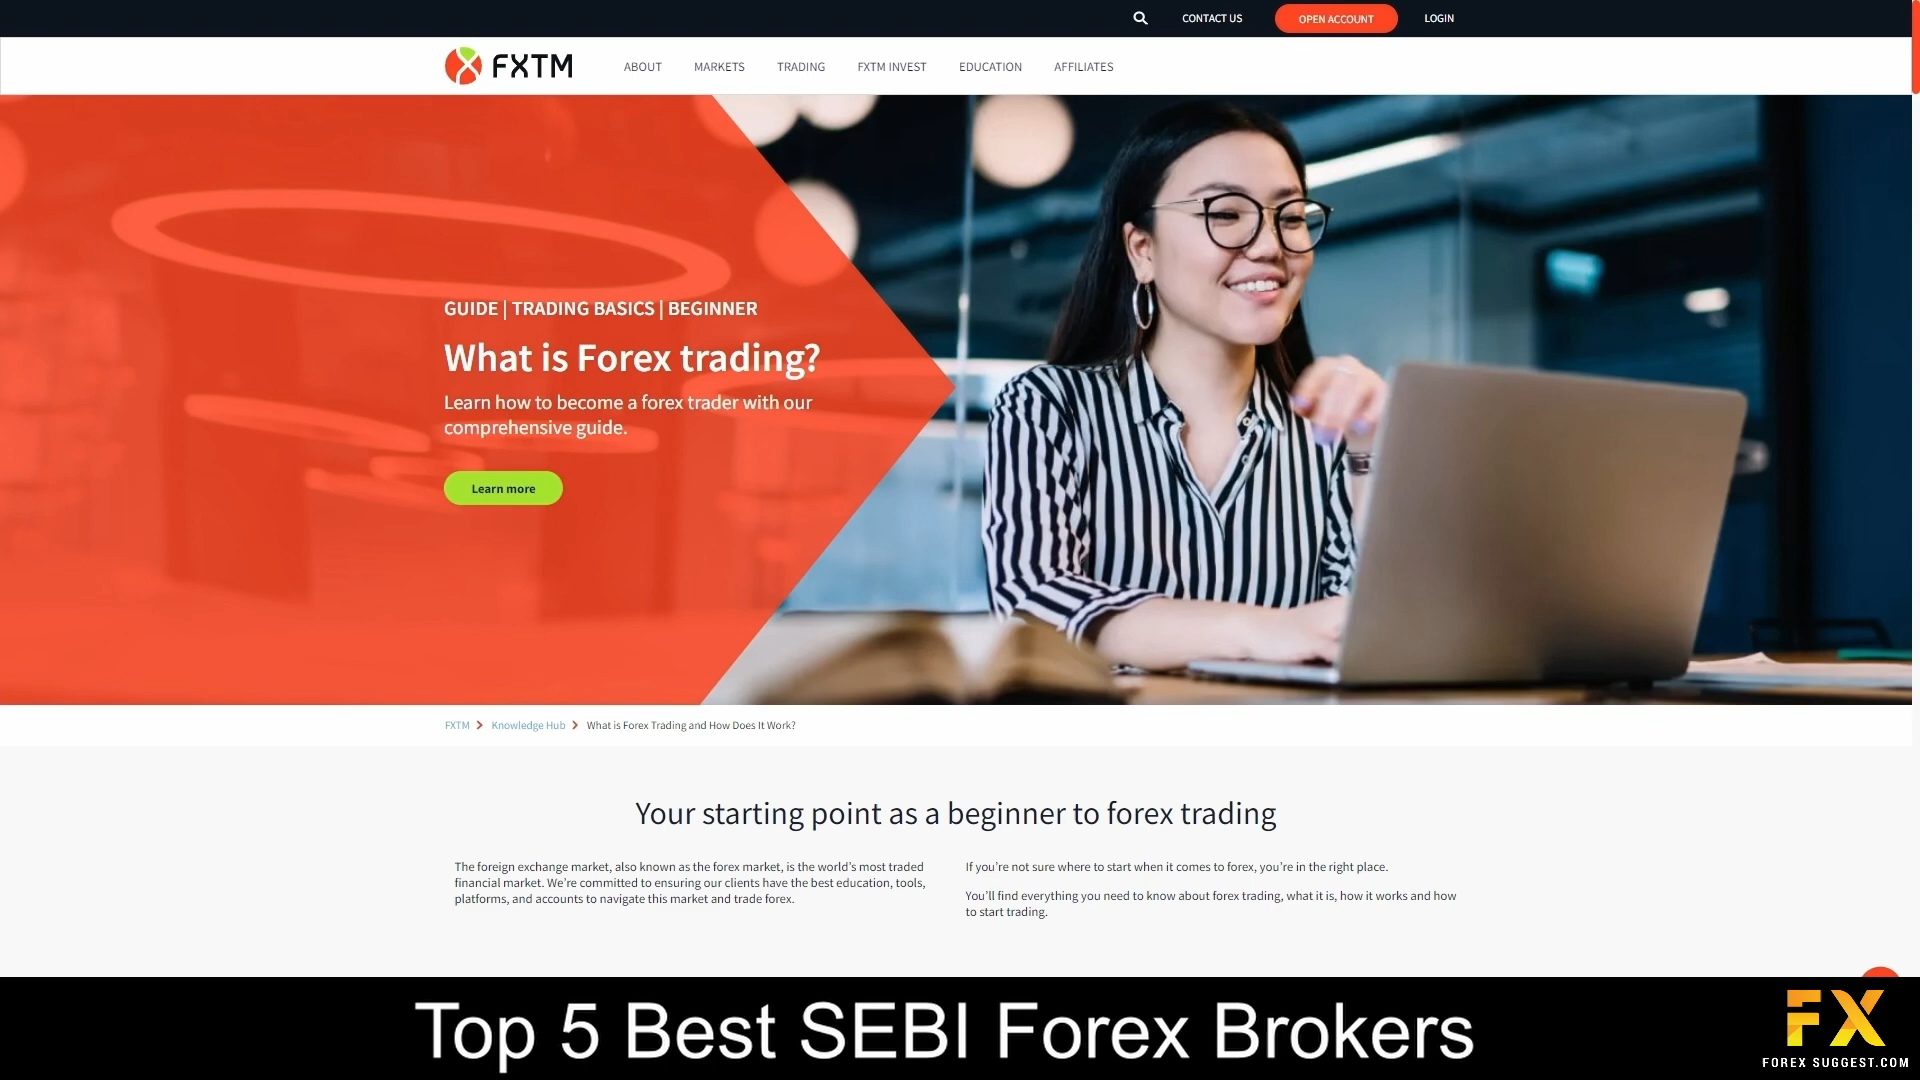 CONTACT US
OPEN ACCOUNT
LOGIN
FXTM
ABOUT
MARKETS
TRADING
FXTM INVEST
EDUCATION
AFFILIATES
GUIDE | TRADING BASICS | BEGINNER
What is Forex trading?
Learn how to become a forex trader with our
comprehensive guide.
Learn more
FXTM > Knowledge Hub > What is Forex Trading and How Does It Work?
Your starting point as a beginner to forex trading
The foreign exchange market, also known as the forex market, is the world's most traded
financial market. We're committed to ensuring our clients have the best education, tools,
platforms, and accounts to navigate this market and trade forex.
If you're not sure where to start when it comes to forex, you're in the right place.
You'll find everything you need to know about forex trading, what it is, how it works and how
to start trading.
Top 5 Best SEBI Forex Brokers
FX
FOREX SUGGEST.COM